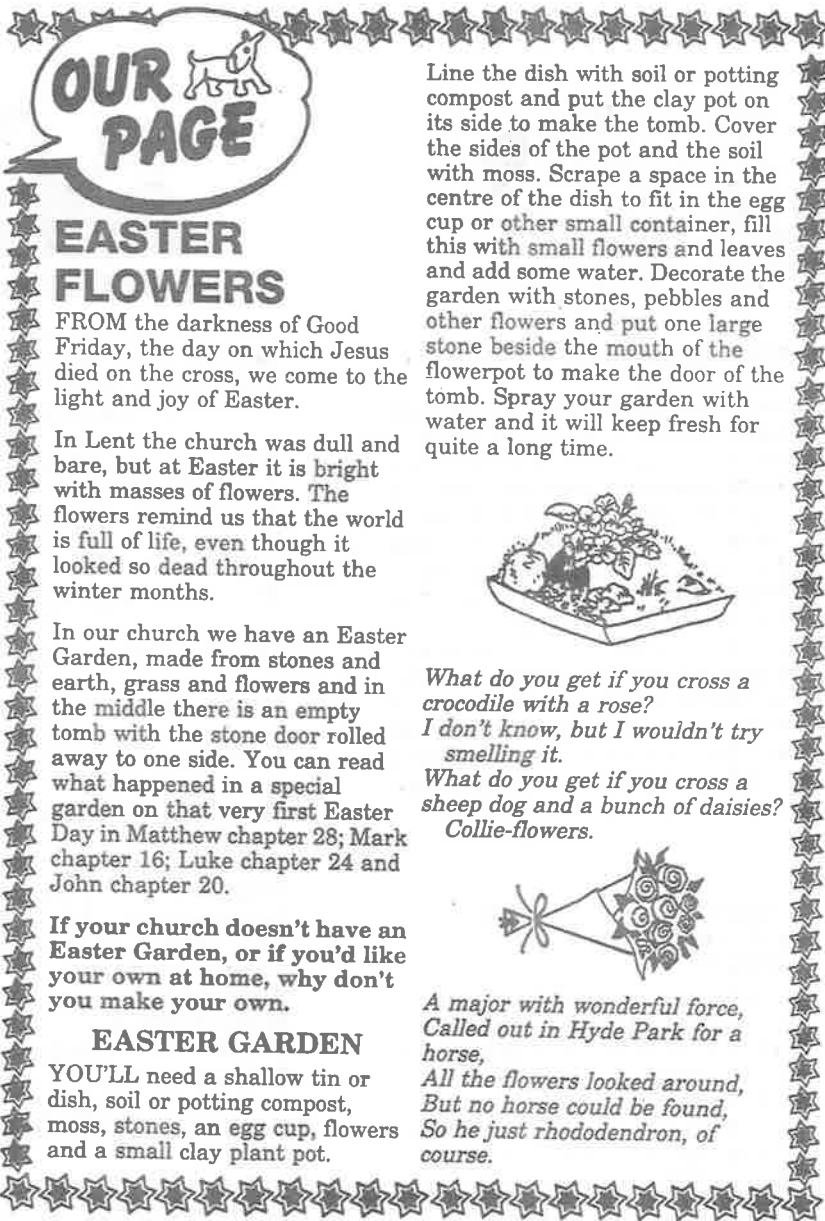 OUR
PAGE
EASTER
FLOWERS
FROM the darkness of Good
Friday, the day on which Jesus
died on the cross, we come to the
light and joy of Easter.
In Lent the church was dull and
bare, but at Easter it is bright
with masses of flowers. The
flowers remind us that the world
is full of life, even though it
looked so dead throughout the
winter months.
In our church we have an Easter
Garden, made from stones and
earth, grass and flowers and in
the middle there is an empty
tomb with the stone door rolled
away to one side. You can read
what happened in a special
garden on that very first Easter
Day in Matthew chapter 28; Mark
chapter 16; Luke chapter 24 and
John chapter 20.
If your church doesn't have an
Easter Garden, or if you'd like
your own at home, why don't
you make your own.
EASTER GARDEN
YOU'LL need a shallow tin or
dish, soil or potting compost,
moss, stones, an egg cup, flowers
and a small clay plant pot.
Line the dish with soil or potting
compost and put the clay pot on
its side to make the tomb. Cover
the sides of the pot and the soil
with moss. Scrape a space in the
centre of the dish to fit in the egg
cup or other small container, fill
this with small flowers and leaves
and add some water. Decorate the
garden with stones, pebbles and
other flowers and put one large
stone beside the mouth of the
flowerpot to make the door of the
tomb. Spray your garden with
water and it will keep fresh for
quite a long time.
What do you get if you cross a
crocodile with a rose?
I don't know, but I wouldn't try
smelling it.
What do you get if you cross a
sheep dog and a bunch of daisies?
Collie-flowers.
A major with wonderful force,
Called out in Hyde Park for a
horse,
All the flowers looked around,
But no horse could be found,
So he just rhododendron, of
course.